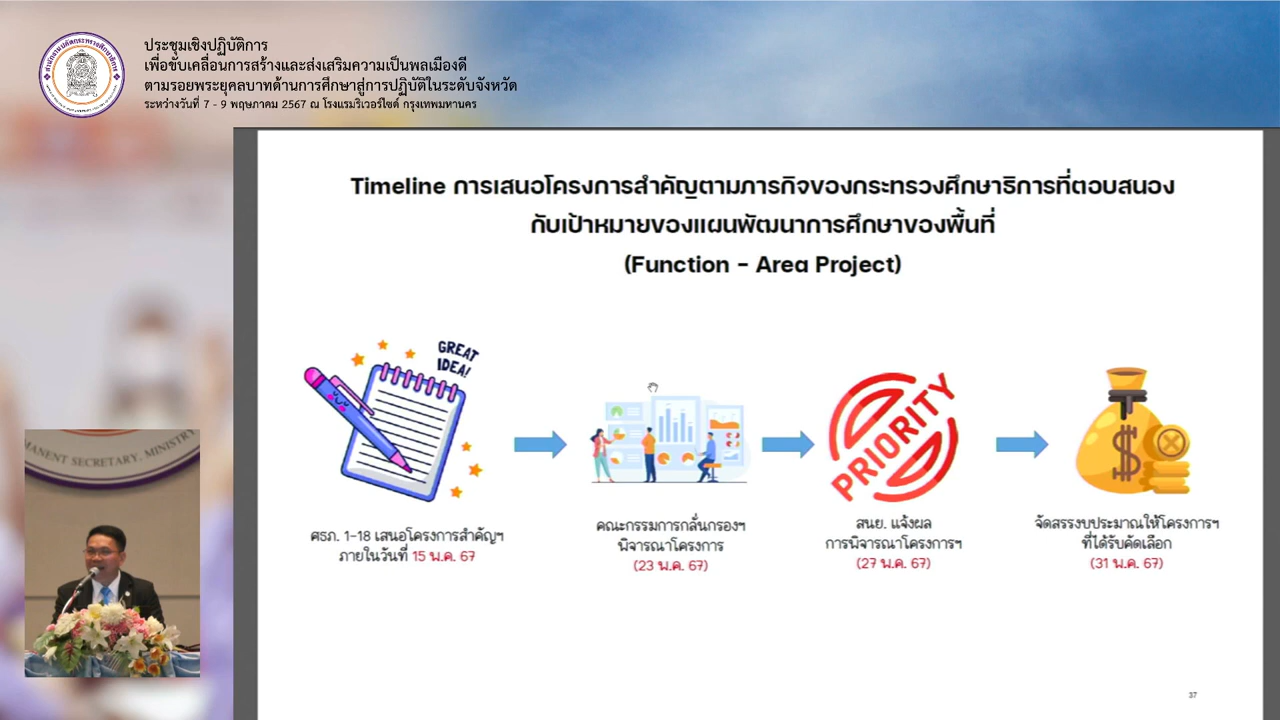 ประชุมเชิงปฏิบัติการ
เพื่อขับเคลื่อนการสร้างและส่งเสริมความเป็นพลเมืองดี
ตามรอยพระยุคลบาทด้านการศึกษาสู่การปฏิบัติในระดับจังหวัด
ระหว่างวันที่ 7 - 9 พฤษภาคม 2567 ณ โรงแรมริเวอร์ไซด์ กรุงเทพมหานคร
Timeline การเสนอโครงการสำคัญตามภารกิจของกระทรวงศึกษาธิการที่ตอบสนอง
กับเป้าหมายของแผนพัฒนาการศึกษาของพื้นที่
(Function - Area Project)
GREAT
IDEA!
PRIORITY
ศธภ. 1-18 เสนอโครงการสำคัญฯ
ภายในวันที่ 15 พ.ค. 67
คณะกรรมการกลั่นกรองฯ
พิจารณาโครงการ
(23 พ.ค. 67)
สนย. แจ้งผล
การพิจารณาโครงการฯ
(27 พ.ค. 67)
จัดสรรงบประมาณให้โครงการฯ
ที่ได้รับคัดเลือก
(31 พ.ค. 67)
MANENT SECRETARY, MINISTRY
37